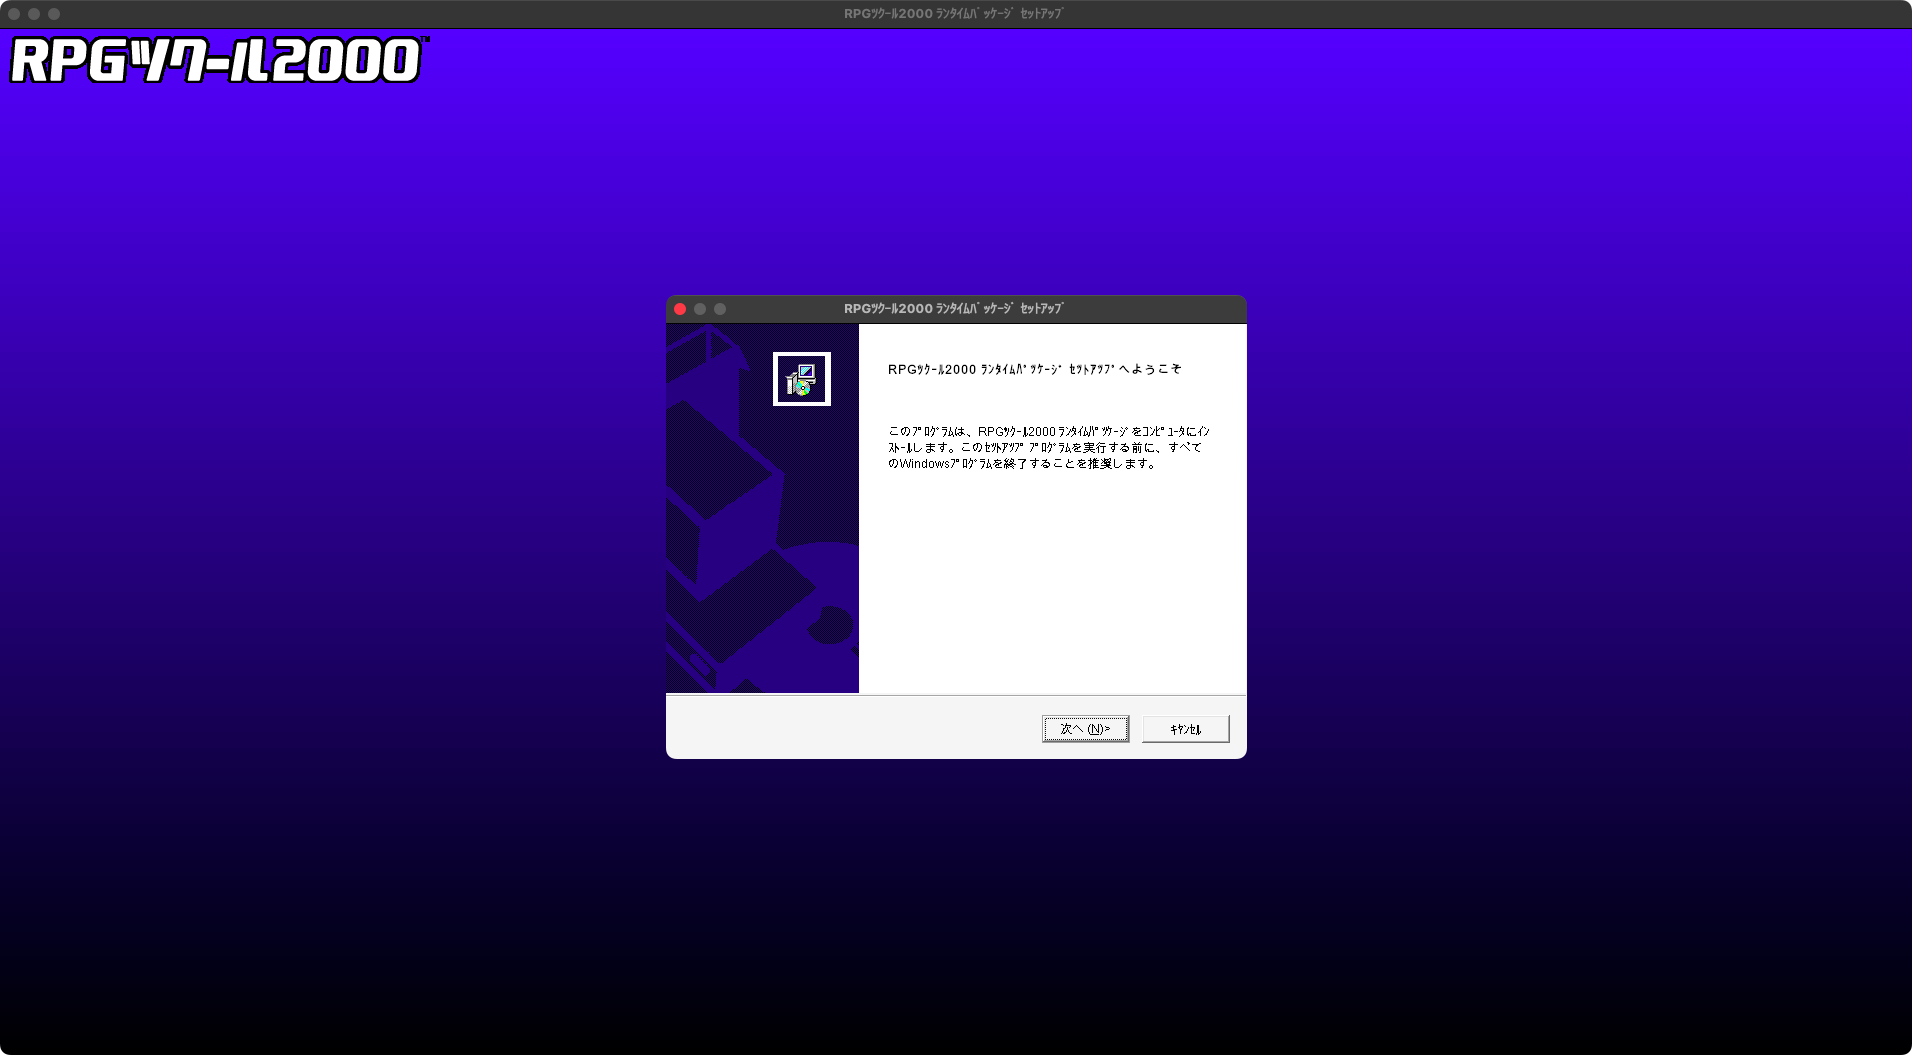 RPGﾂｸｰﾙ2000 ﾗﾝﾀｲﾑﾊﾟｯｹｰｼﾞ ｾｯﾄｱｯﾌﾟ
RPGツクール2000™
RPGﾂｸｰﾙ2000 ﾗﾝﾀｲﾑﾊﾟｯｹｰｼﾞ ｾｯﾄｱｯﾌﾟ
RPGﾂｸｰﾙ2000 ﾗﾝﾀｲﾑﾊﾟｯｹｰｼﾞ ｾｯﾄｱｯﾌﾟへようこそ
このﾌﾟﾛｸﾞﾗﾑは、RPGﾂｸｰﾙ2000 ﾗﾝﾀｲﾑﾊﾟｯｹｰｼﾞをｺﾝﾋﾟｭｰﾀにｲﾝ
ｽﾄｰﾙします。このｾｯﾄｱｯﾌﾟ ﾌﾟﾛｸﾞﾗﾑを実行する前に、すべて
のWindowsﾌﾟﾛｸﾞﾗﾑを終了することを推奨します。
次へ (N)>
ｷｬﾝｾﾙ